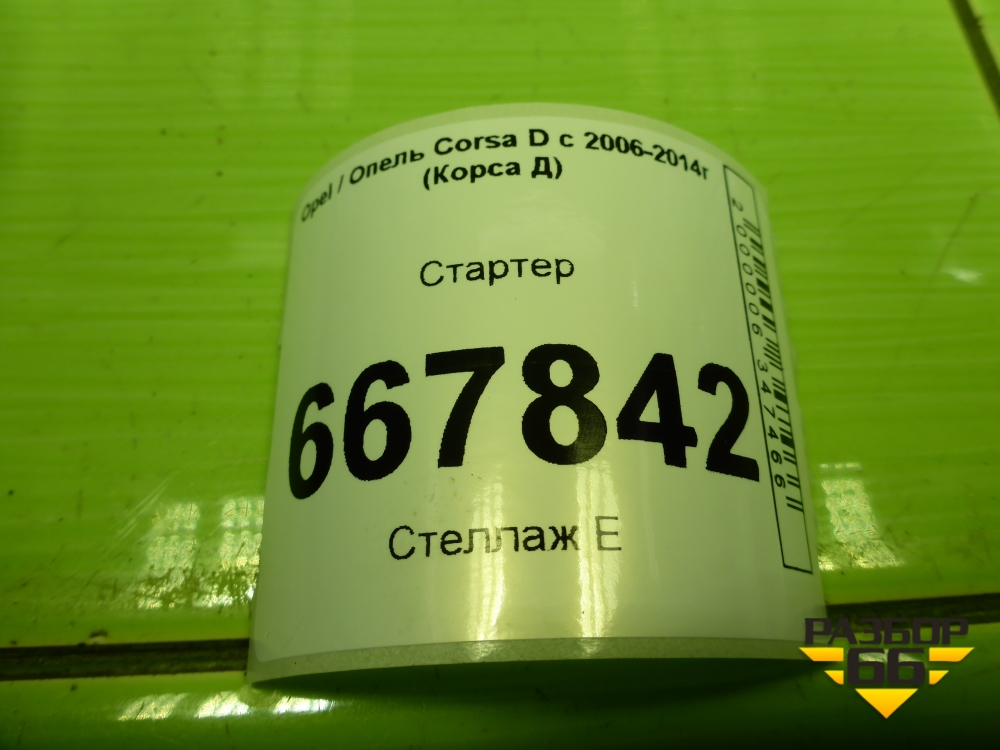 Opel / Опель Corsa D с 2006-2014г
(Корса Д)
Стартер
667842
Стеллаж Е
2000006347466
РАЗБОР
66